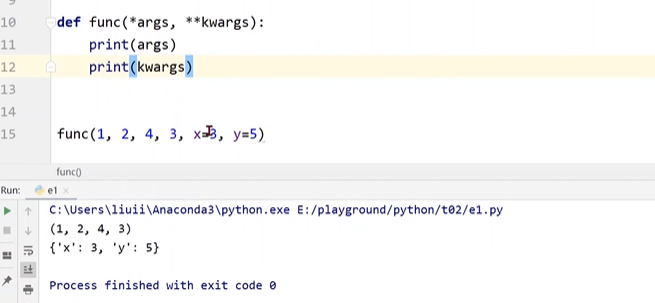 9
10 def func(*args, **kwargs):
11     print(args)
12     print(kwargs)
13
14
15 func(1, 2, 4, 3, x=3, y=5)
func()
Run: e1 ×
C:\Users\liuii\Anaconda3\python.exe E:/playground/python/t02/e1.py
(1, 2, 4, 3)
{'x': 3, 'y': 5}
Process finished with exit code 0